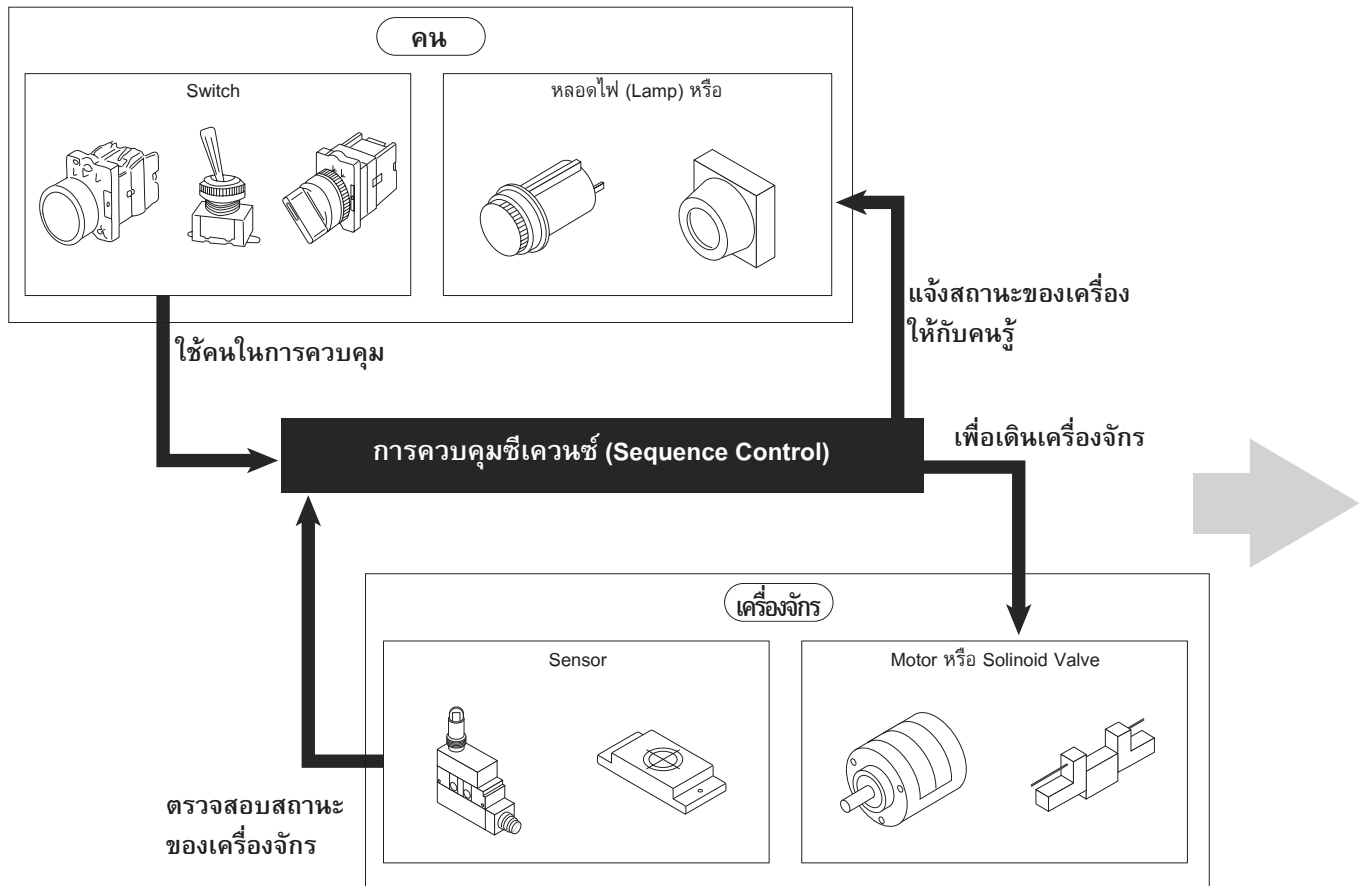 คน
Switch
หลอดไฟ (Lamp) หรือ
แจ้งสถานะของเครื่อง
ให้กับคนรู้
ใช้คนในการควบคุม
การควบคุมซีเควนซ์ (Sequence Control)
เพื่อเดินเครื่องจักร
เครื่องจักร
Sensor
Motor หรือ Solinoid Valve
ตรวจสอบสถานะ
ของเครื่องจักร